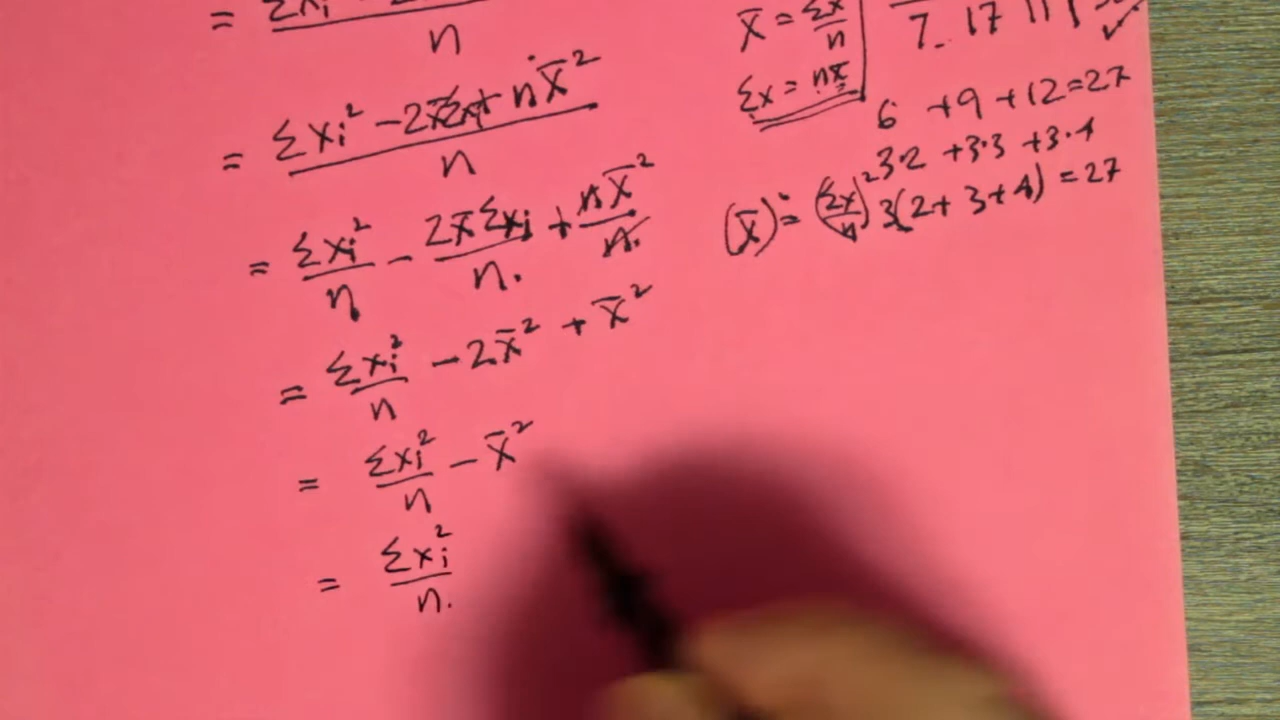 n
= Σxi² − 2x̄Σxi + nx̄²
n
= Σxi²/n − 2x̄Σxi/n. + nx̄²/n.
= Σxi²/n − 2x̄² + x̄²
= Σxi²/n − x̄²
= Σxi²/n.
x̄ = Σx/n
Σx = nx̄
7. 17 11
6 + 9 + 12 = 27
3·2 + 3·3 + 3·4
3(2 + 3 + 4) = 27
(x̄)² = (Σx/n)²